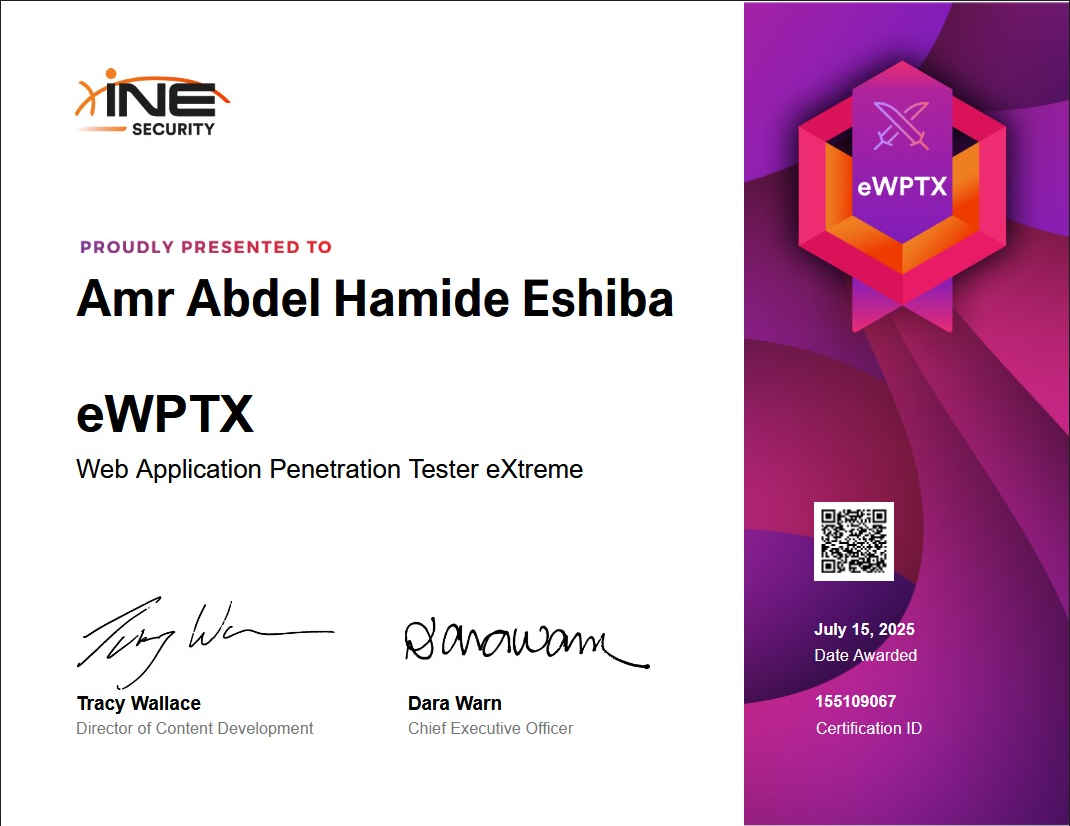 INE
SECURITY
PROUDLY PRESENTED TO
Amr Abdel Hamide Eshiba
eWPTX
Web Application Penetration Tester eXtreme
Tracy Wallace
Director of Content Development
Dara Warn
Chief Executive Officer
eWPTX
July 15, 2025
Date Awarded
155109067
Certification ID